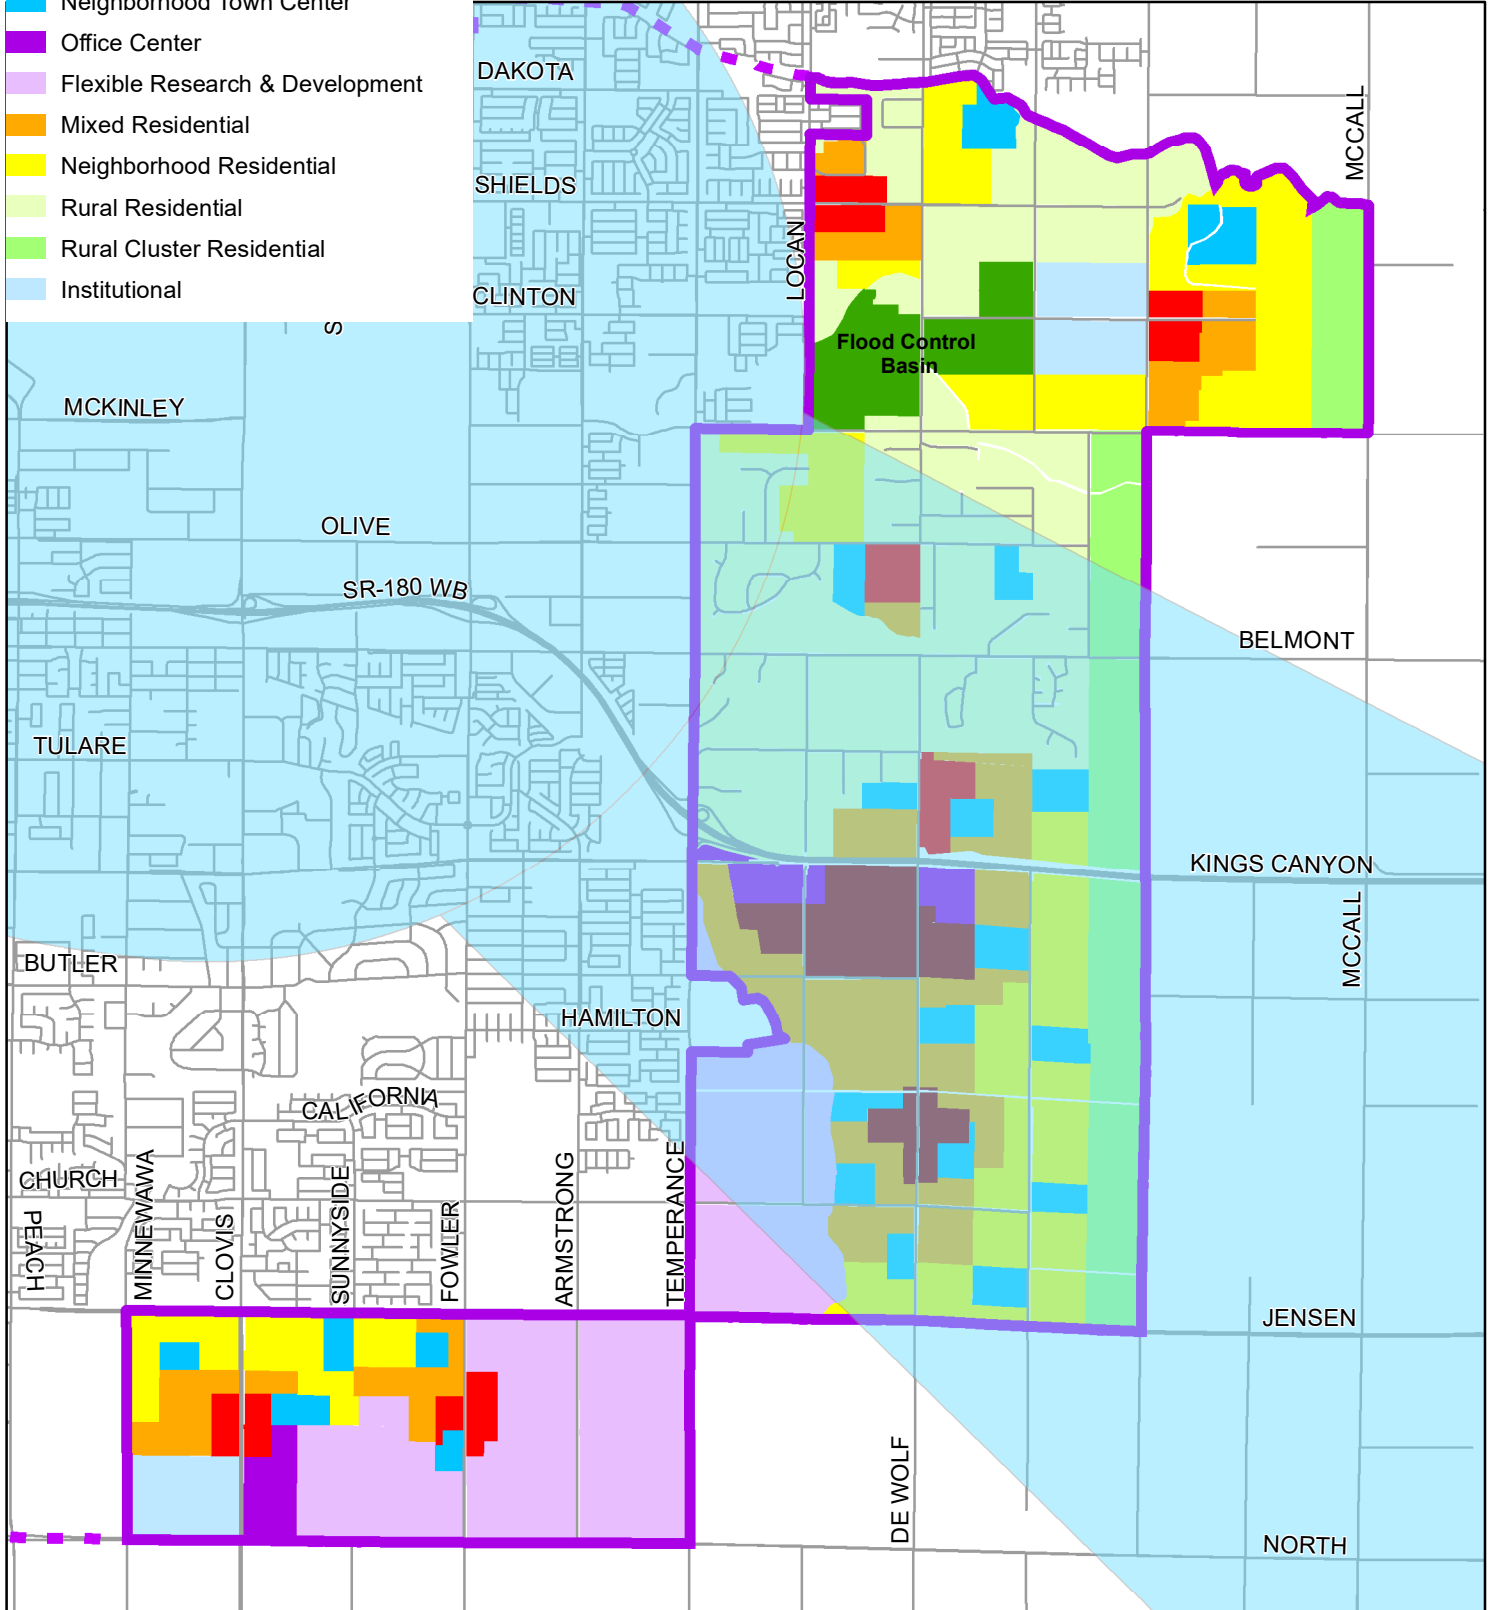 Neighborhood Town Center
Office Center
Flexible Research & Development
Mixed Residential
Neighborhood Residential
Rural Residential
Rural Cluster Residential
Institutional
DAKOTA
SHIELDS
CLINTON
LOCAN
MCCALL
S
Flood Control
Basin
MCKINLEY
OLIVE
SR-180 WB
BELMONT
TULARE
KINGS CANYON
MCCALL
BUTLER
HAMILTON
CALIFORNIA
CHURCH
PEACH
MINNEWAWA
CLOVIS
SUNNYSIDE
FOWLER
ARMSTRONG
TEMPERANCE
JENSEN
DE WOLF
NORTH